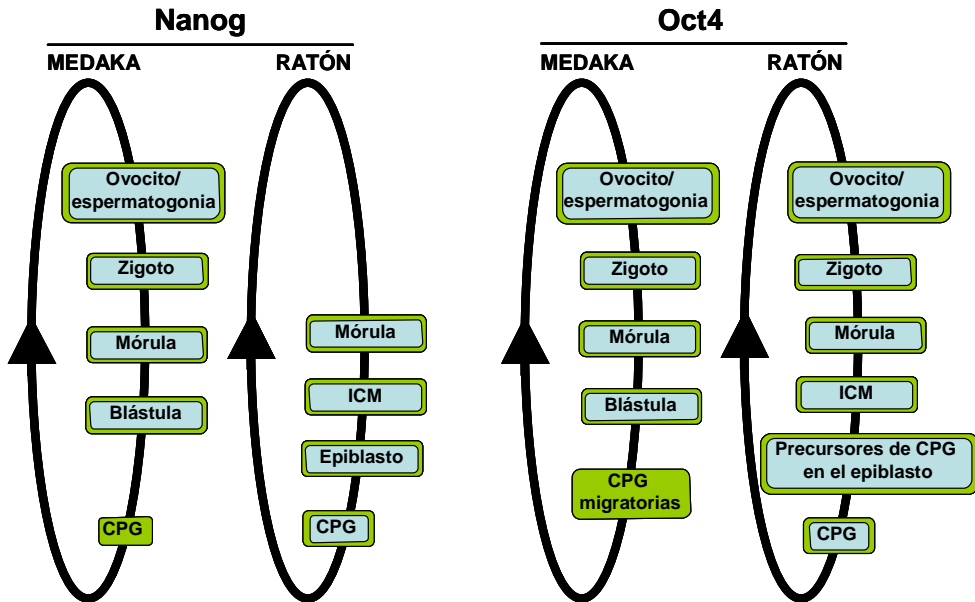 Nanog
MEDAKA
RATÓN
Ovocito/
espermatogonia
Zigoto
Mórula
Blástula
CPG
Mórula
ICM
Epiblasto
CPG
Oct4
MEDAKA
RATÓN
Ovocito/
espermatogonia
Zigoto
Mórula
Blástula
CPG
migratorias
Ovocito/
espermatogonia
Zigoto
Mórula
ICM
Precursores de CPG
en el epiblasto
CPG